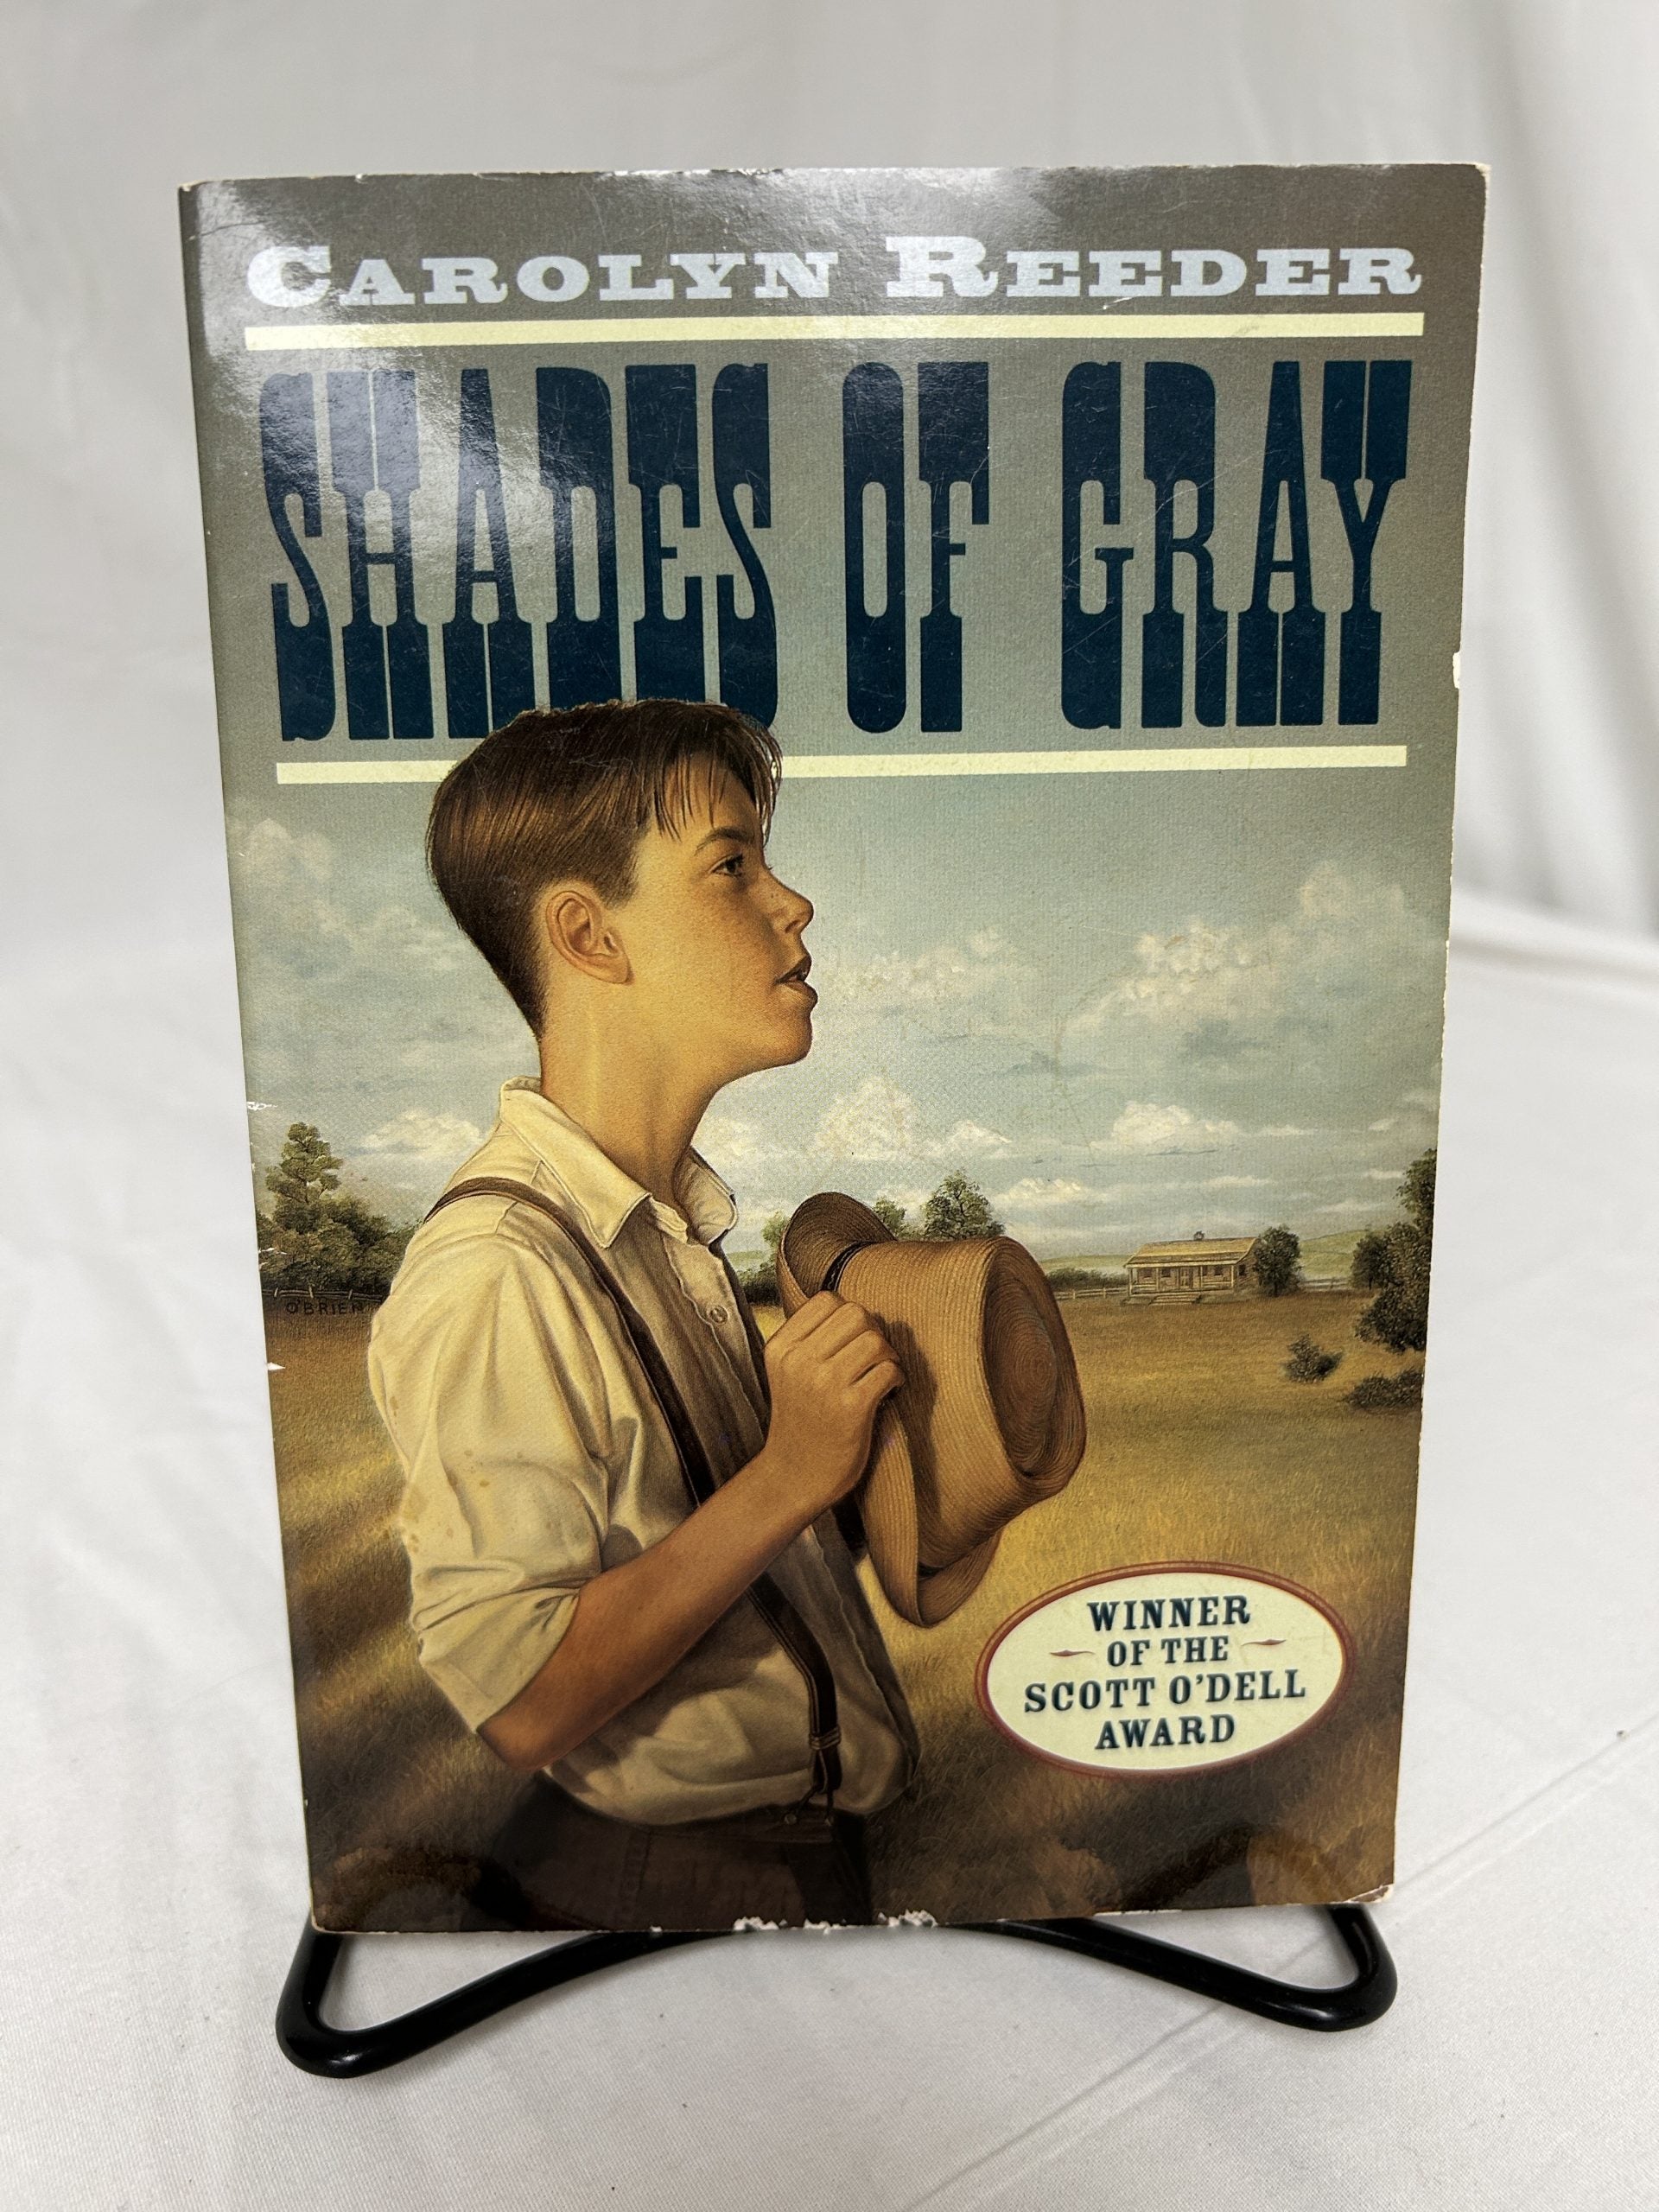 CAROLYN REEDER
SHADES OF GRAY
O'BRIEN
WINNER
OF THE
SCOTT O'DELL
AWARD